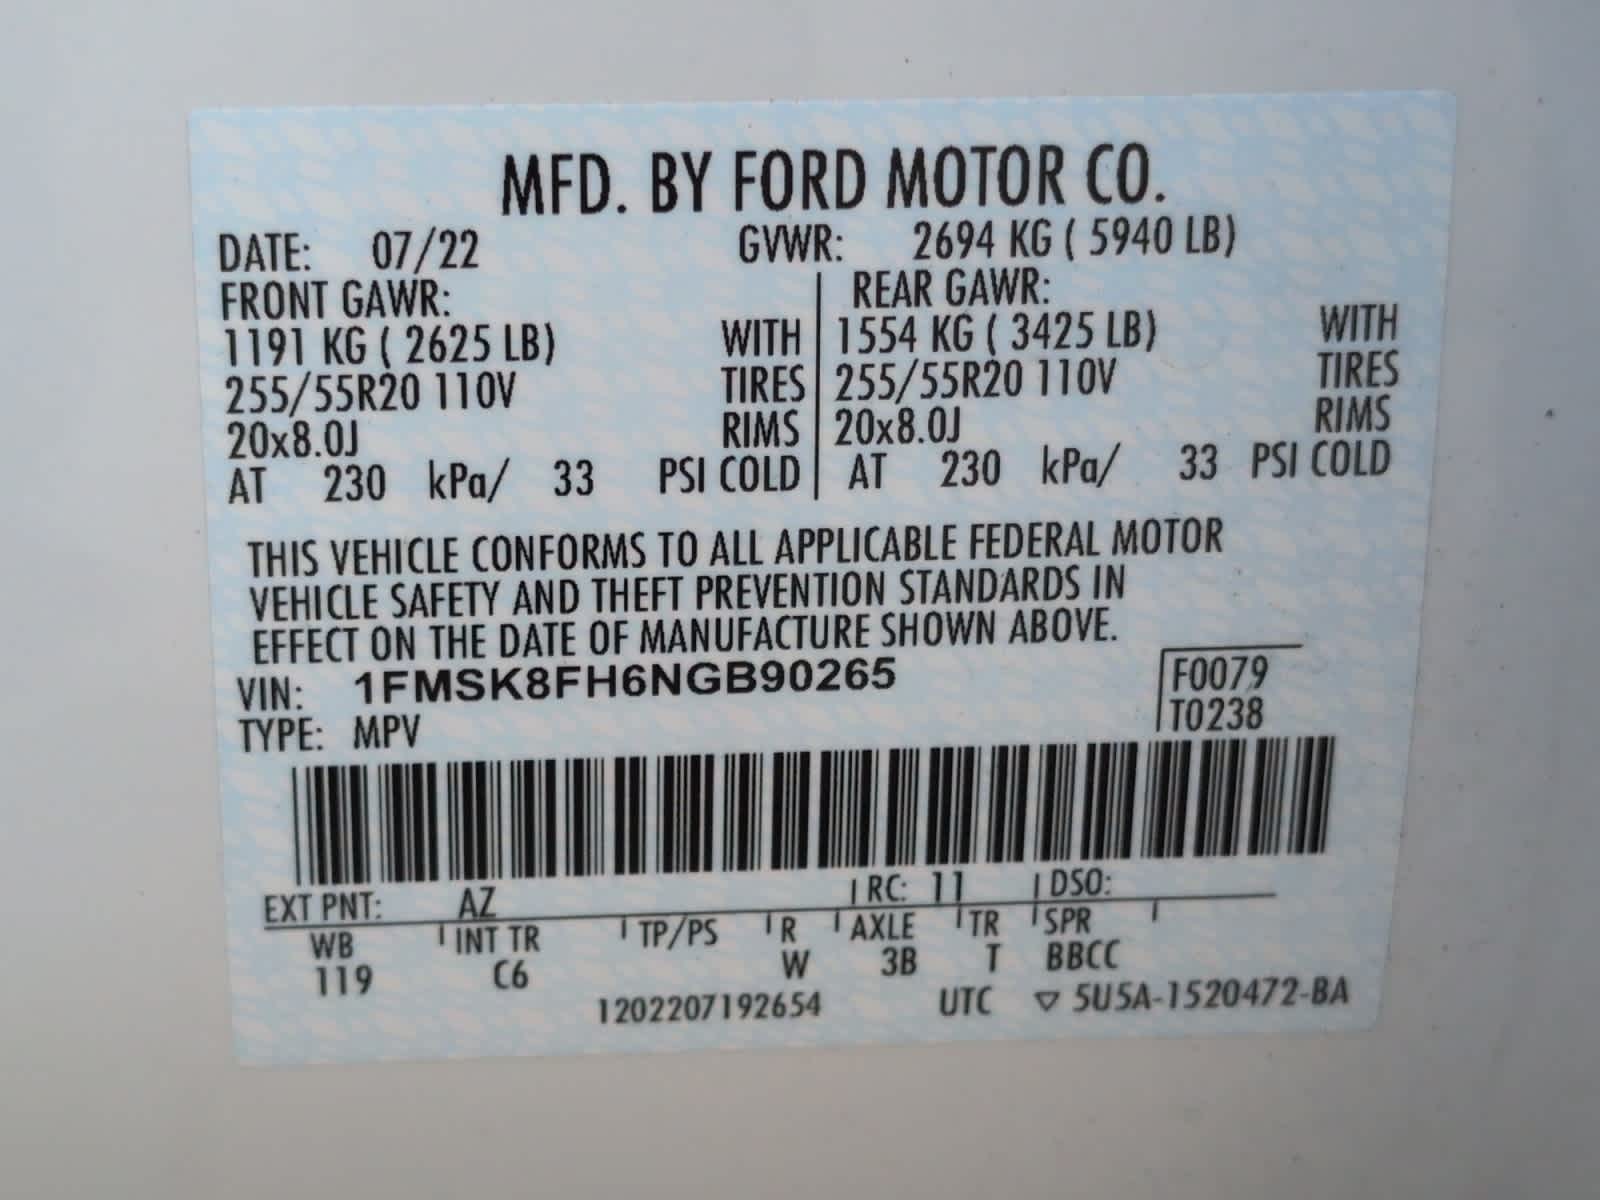 MFD. BY FORD MOTOR CO.
DATE: 07/22 GVWR: 2694 KG ( 5940 LB)
FRONT GAWR: REAR GAWR:
1191 KG ( 2625 LB) WITH 1554 KG ( 3425 LB) WITH
255/55R20 110V TIRES 255/55R20 110V TIRES
20x8.0J RIMS 20x8.0J RIMS
AT 230 kPa/ 33 PSI COLD AT 230 kPa/ 33 PSI COLD
THIS VEHICLE CONFORMS TO ALL APPLICABLE FEDERAL MOTOR
VEHICLE SAFETY AND THEFT PREVENTION STANDARDS IN
EFFECT ON THE DATE OF MANUFACTURE SHOWN ABOVE.
VIN: 1FMSK8FH6NGB90265 F0079
TYPE: MPV T0238
EXT PNT: AZ RC: 11 DSO:
WB INT TR TP/PS R AXLE TR SPR
119 C6 W 3B T BBCC
1202207192654 UTC ▽ 5U5A-1520472-BA